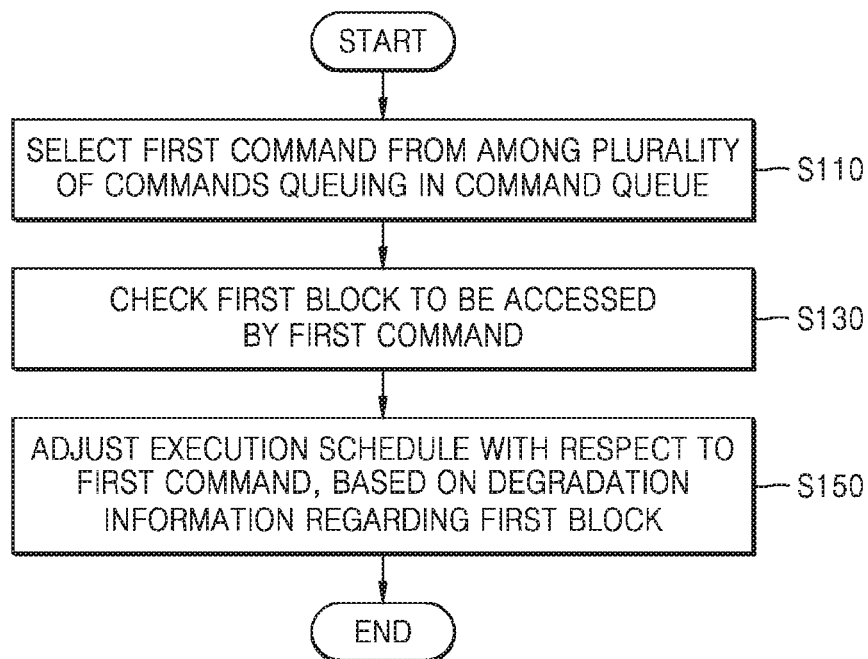 START
SELECT FIRST COMMAND FROM AMONG PLURALITY
OF COMMANDS QUEUING IN COMMAND QUEUE
S110
CHECK FIRST BLOCK TO BE ACCESSED
BY FIRST COMMAND
S130
ADJUST EXECUTION SCHEDULE WITH RESPECT TO
FIRST COMMAND, BASED ON DEGRADATION
INFORMATION REGARDING FIRST BLOCK
S150
END